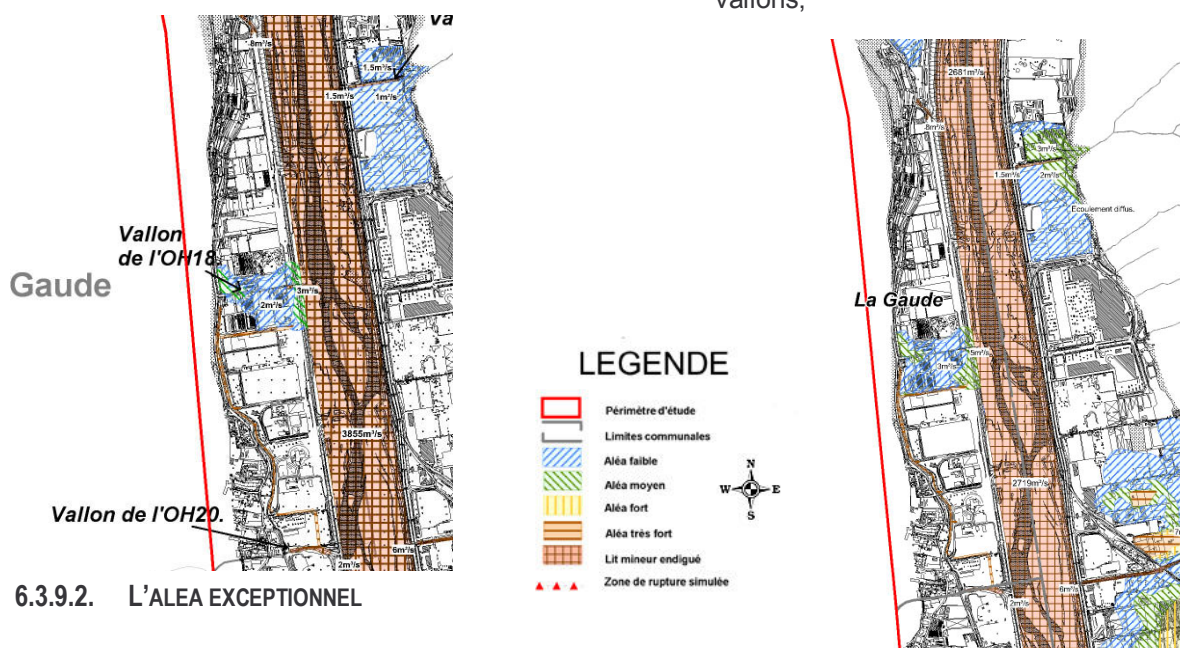 vallons;
Va
8m³/s
1.5m³/s
1.5m³/s
1m³/s
Vallon
de l'OH18.
Gaude
3m³/s
2m³/s
3855m³/s
Vallon de l'OH20.
6m³/s
2m³/s
6.3.9.2. L'ALEA EXCEPTIONNEL
LEGENDE
Périmètre d'étude
Limites communales
Aléa faible
Aléa moyen
Aléa fort
Aléa très fort
Lit mineur endigué
Zone de rupture simulée
N
W
E
S
2681m³/s
8m³/s
3m³/s
1.5m³/s
2m³/s
Ecoulement diffus.
La Gaude
5m³/s
3m³/s
2719m³/s
6m³/s
2m³/s